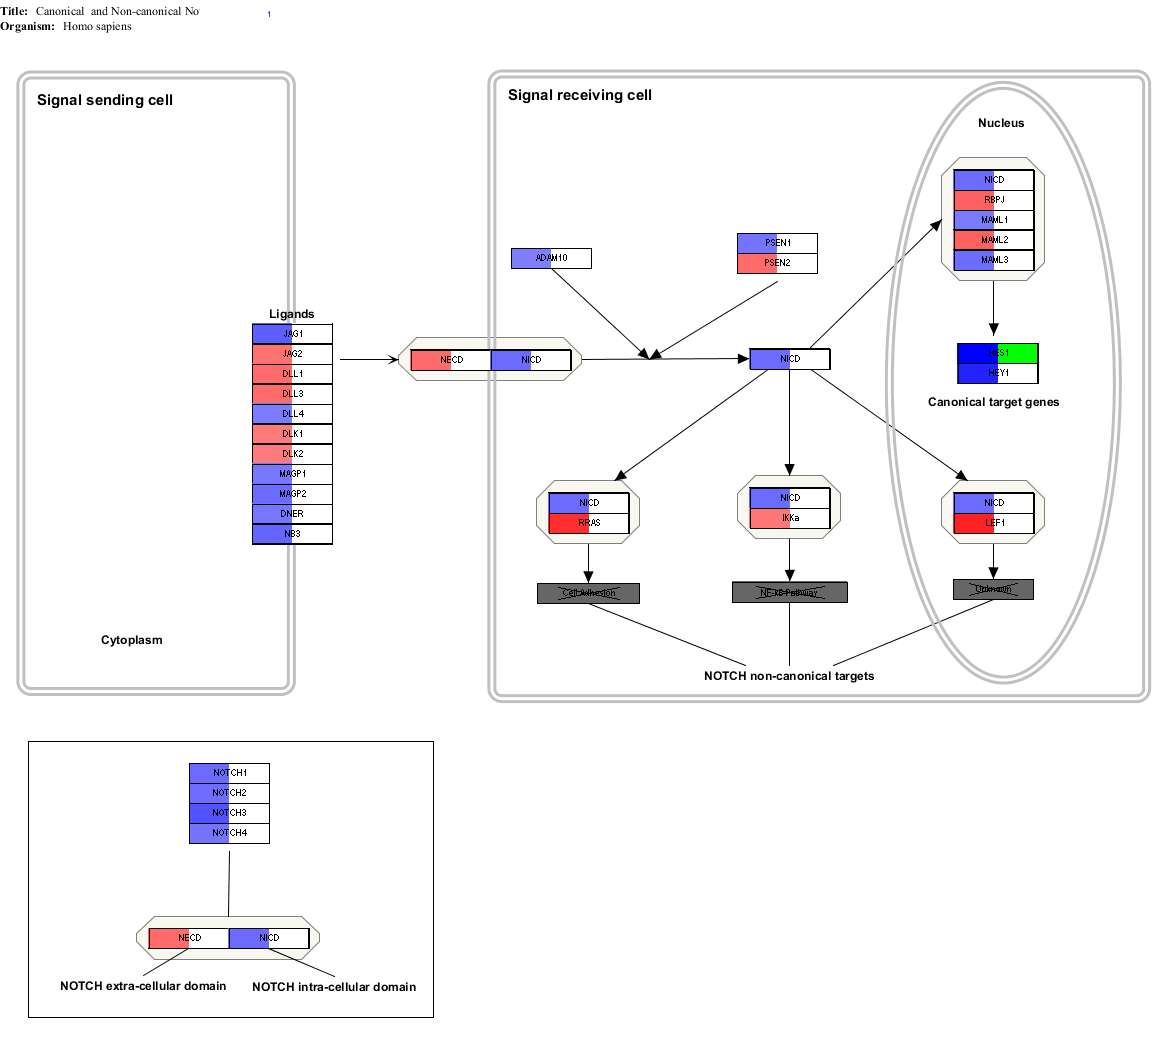 Title: Canonical and Non-canonical No
1
Organism: Homo sapiens
Signal sending cell
Signal receiving cell
Nucleus
NICD
RBPJ
MAML1
MAML2
MAML3
PSEN1
PSEN2
ADAM10
Ligands
JAG1
JAG2
DLL1
DLL3
DLL4
DLK1
DLK2
MAGP1
MAGP2
DNER
NB3
NECD NICD
NICD
HES1
HEY1
Canonical target genes
NICD
RRAS
NICD
IKKa
NICD
LEF1
Cell Adhesion
NF-kB Pathway
Unknown
Cytoplasm
NOTCH non-canonical targets
NOTCH1
NOTCH2
NOTCH3
NOTCH4
NECD NICD
NOTCH extra-cellular domain
NOTCH intra-cellular domain